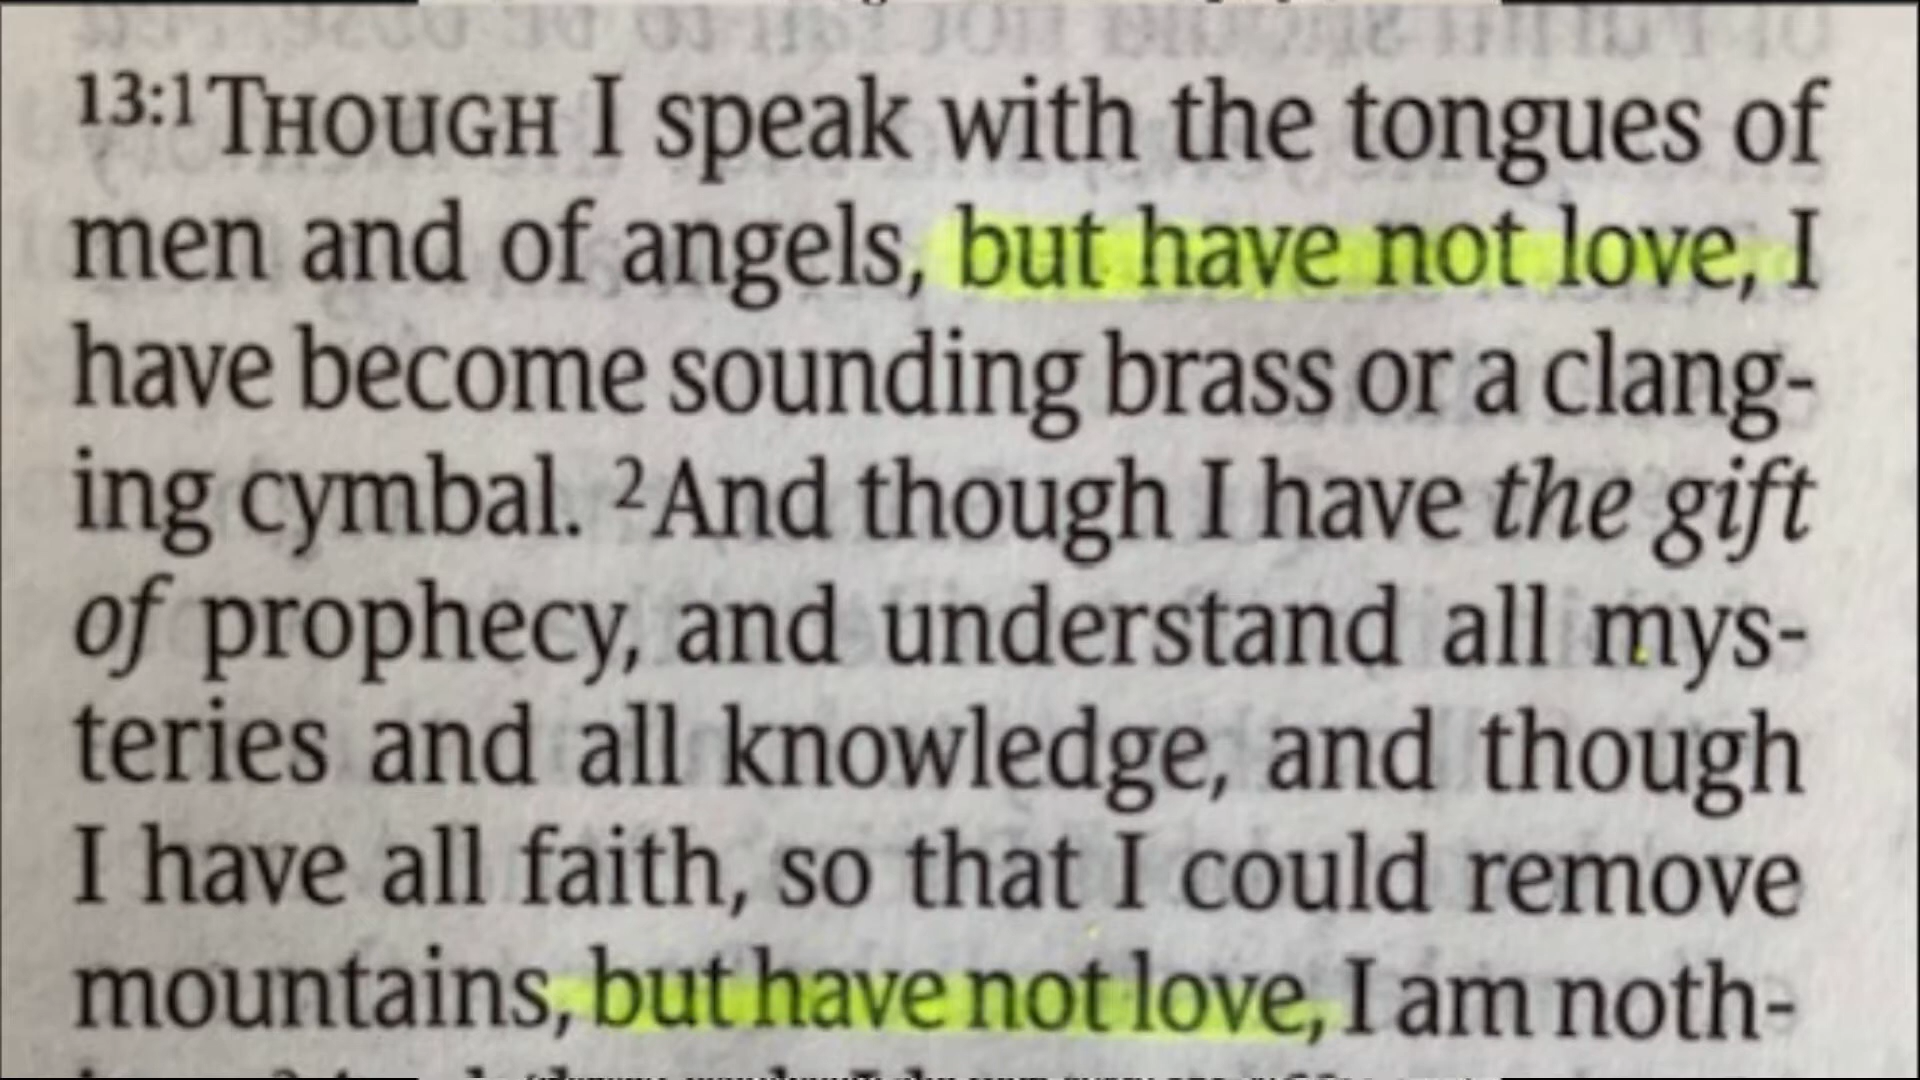 13:1 THOUGH I speak with the tongues of
men and of angels, but have not love, I
have become sounding brass or a clang-
ing cymbal. 2 And though I have the gift
of prophecy, and understand all mys-
teries and all knowledge, and though
I have all faith, so that I could remove
mountains, but have not love, I am noth-